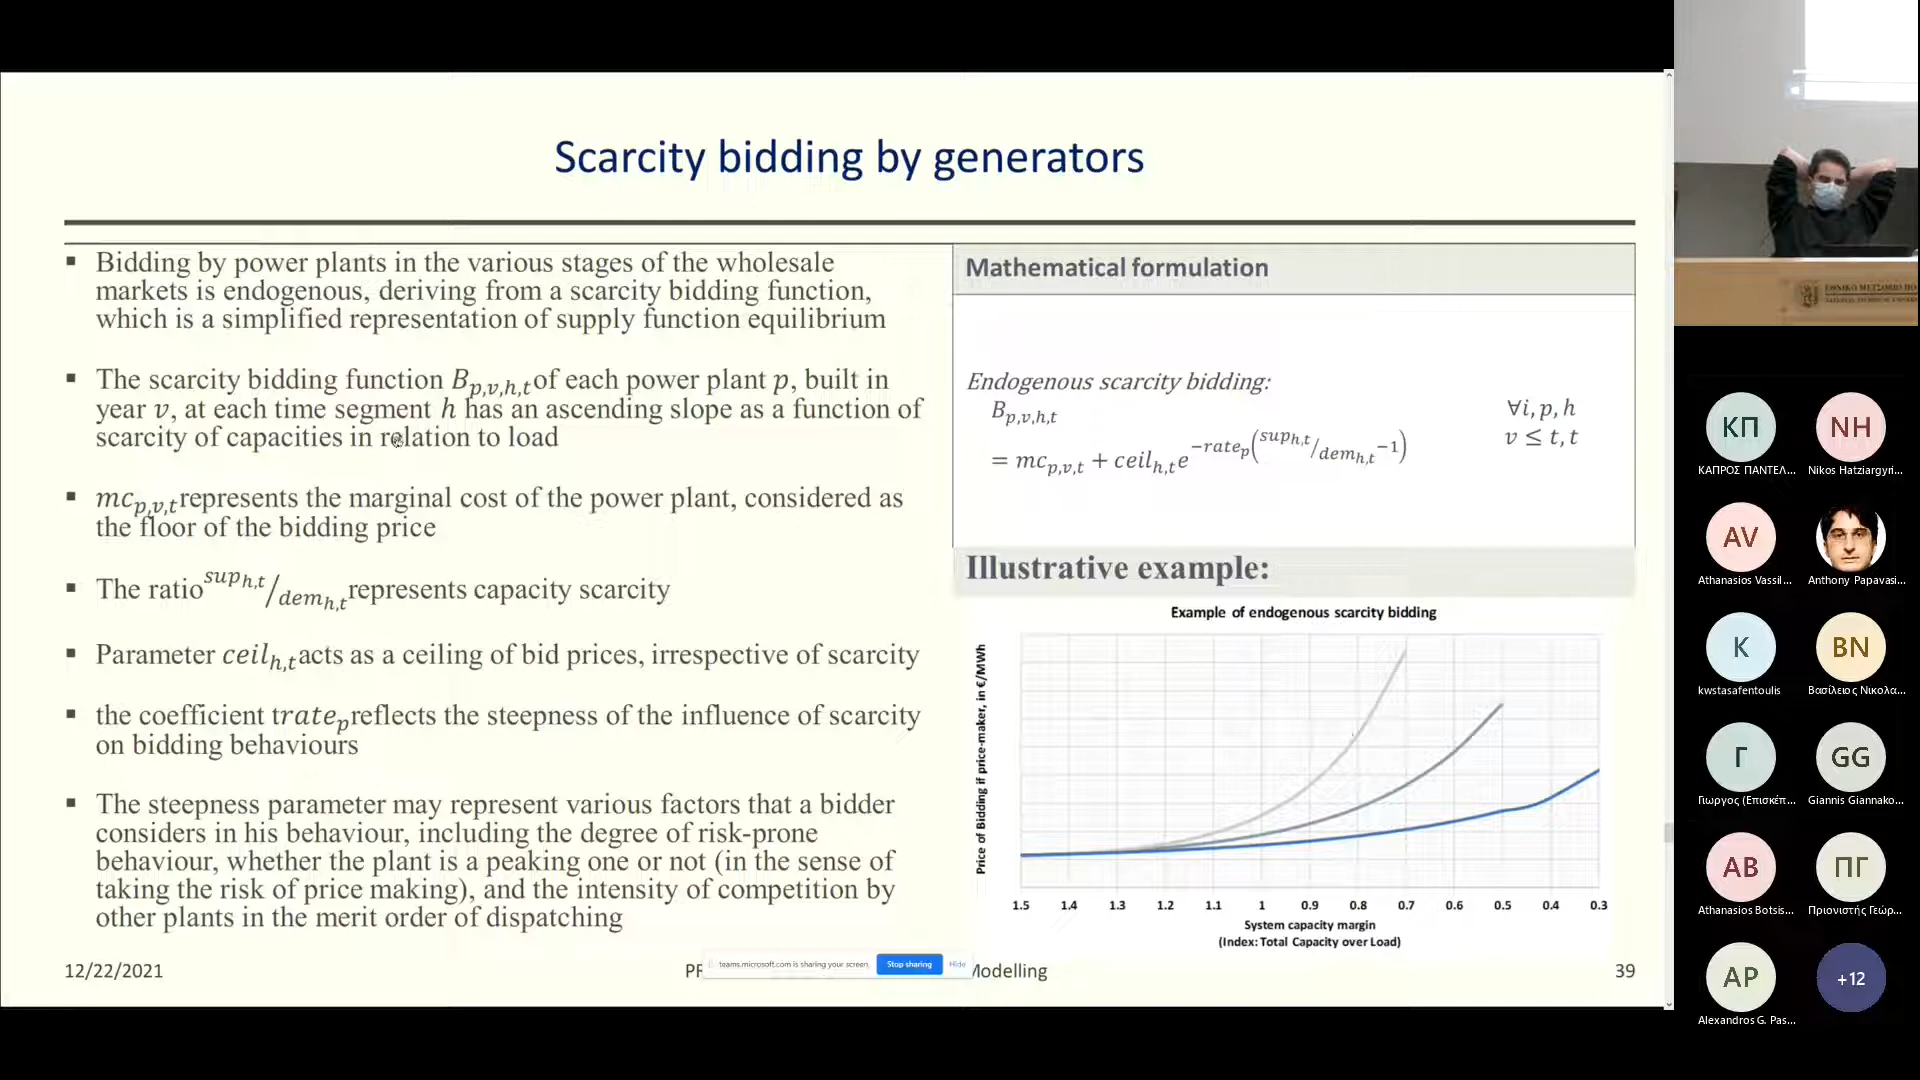 Scarcity bidding by generators
▪ Bidding by power plants in the various stages of the wholesale
markets is endogenous, deriving from a scarcity bidding function,
which is a simplified representation of supply function equilibrium
▪ The scarcity bidding function B_{p,v,h,t} of each power plant p, built in
year v, at each time segment h has an ascending slope as a function of
scarcity of capacities in relation to load
▪ mc_{p,v,t} represents the marginal cost of the power plant, considered as
the floor of the bidding price
▪ The ratio sup_{h,t}/dem_{h,t} represents capacity scarcity
▪ Parameter ceil_{h,t} acts as a ceiling of bid prices, irrespective of scarcity
▪ the coefficient trate_p reflects the steepness of the influence of scarcity
on bidding behaviours
▪ The steepness parameter may represent various factors that a bidder
considers in his behaviour, including the degree of risk-prone
behaviour, whether the plant is a peaking one or not (in the sense of
taking the risk of price making), and the intensity of competition by
other plants in the merit order of dispatching
Mathematical formulation
Endogenous scarcity bidding:
B_{p,v,h,t}
= mc_{p,v,t} + ceil_{h,t} e^{-rate_p(sup_{h,t}/dem_{h,t} -1)}
∀i, p, h
v ≤ t, t
Illustrative example:
Example of endogenous scarcity bidding
Price of Bidding if price-maker, in €/MWh
1.5 1.4 1.3 1.2 1.1 1 0.9 0.8 0.7 0.6 0.5 0.4 0.3
System capacity margin
(Index: Total Capacity over Load)
12/22/2021
teams.microsoft.com is sharing your screen.
Stop sharing
Hide
Modelling
39
ΚΠ
ΚΑΠΡΟΣ ΠΑΝΤΕΛ...
NH
Nikos Hatziargyri...
AV
Athanasios Vassil...
Anthony Papavasi...
K
kwstasafentoulis
BN
Βασίλειος Νικολα...
Γ
Γιωργος (Επισκέπ...
GG
Giannis Giannako...
AB
Athanasios Botsis...
ΠΓ
Πριονιστής Γεώρ...
AP
Alexandros G. Pas...
+12